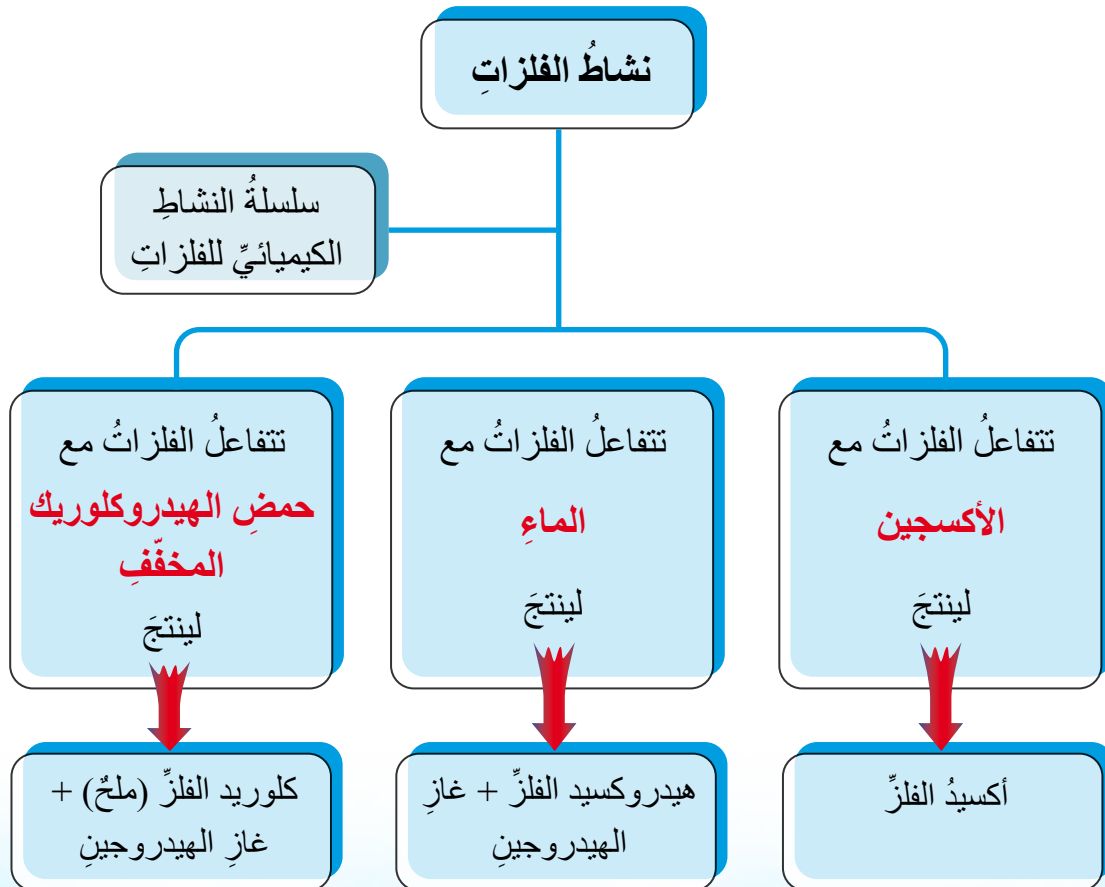 نشاطُ الفلزاتِ
سلسلةُ النشاطِ
الكيميائيِّ للفلزاتِ
تتفاعلُ الفلزاتُ مع
الأكسجين
لينتجَ
أكسيدُ الفلزِّ
تتفاعلُ الفلزاتُ مع
الماءِ
لينتجَ
هيدروكسيد الفلزِّ + غازِ
الهيدروجينِ
تتفاعلُ الفلزاتُ مع
حمضِ الهيدروكلوريك
المخفّفِ
لينتجَ
كلوريد الفلزِّ (ملحٌ) +
غازِ الهيدروجينِ